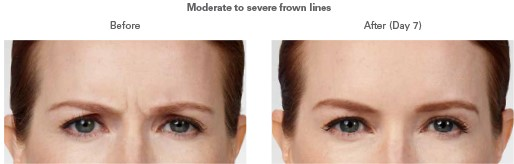 Moderate to severe frown lines
Before
After (Day 7)